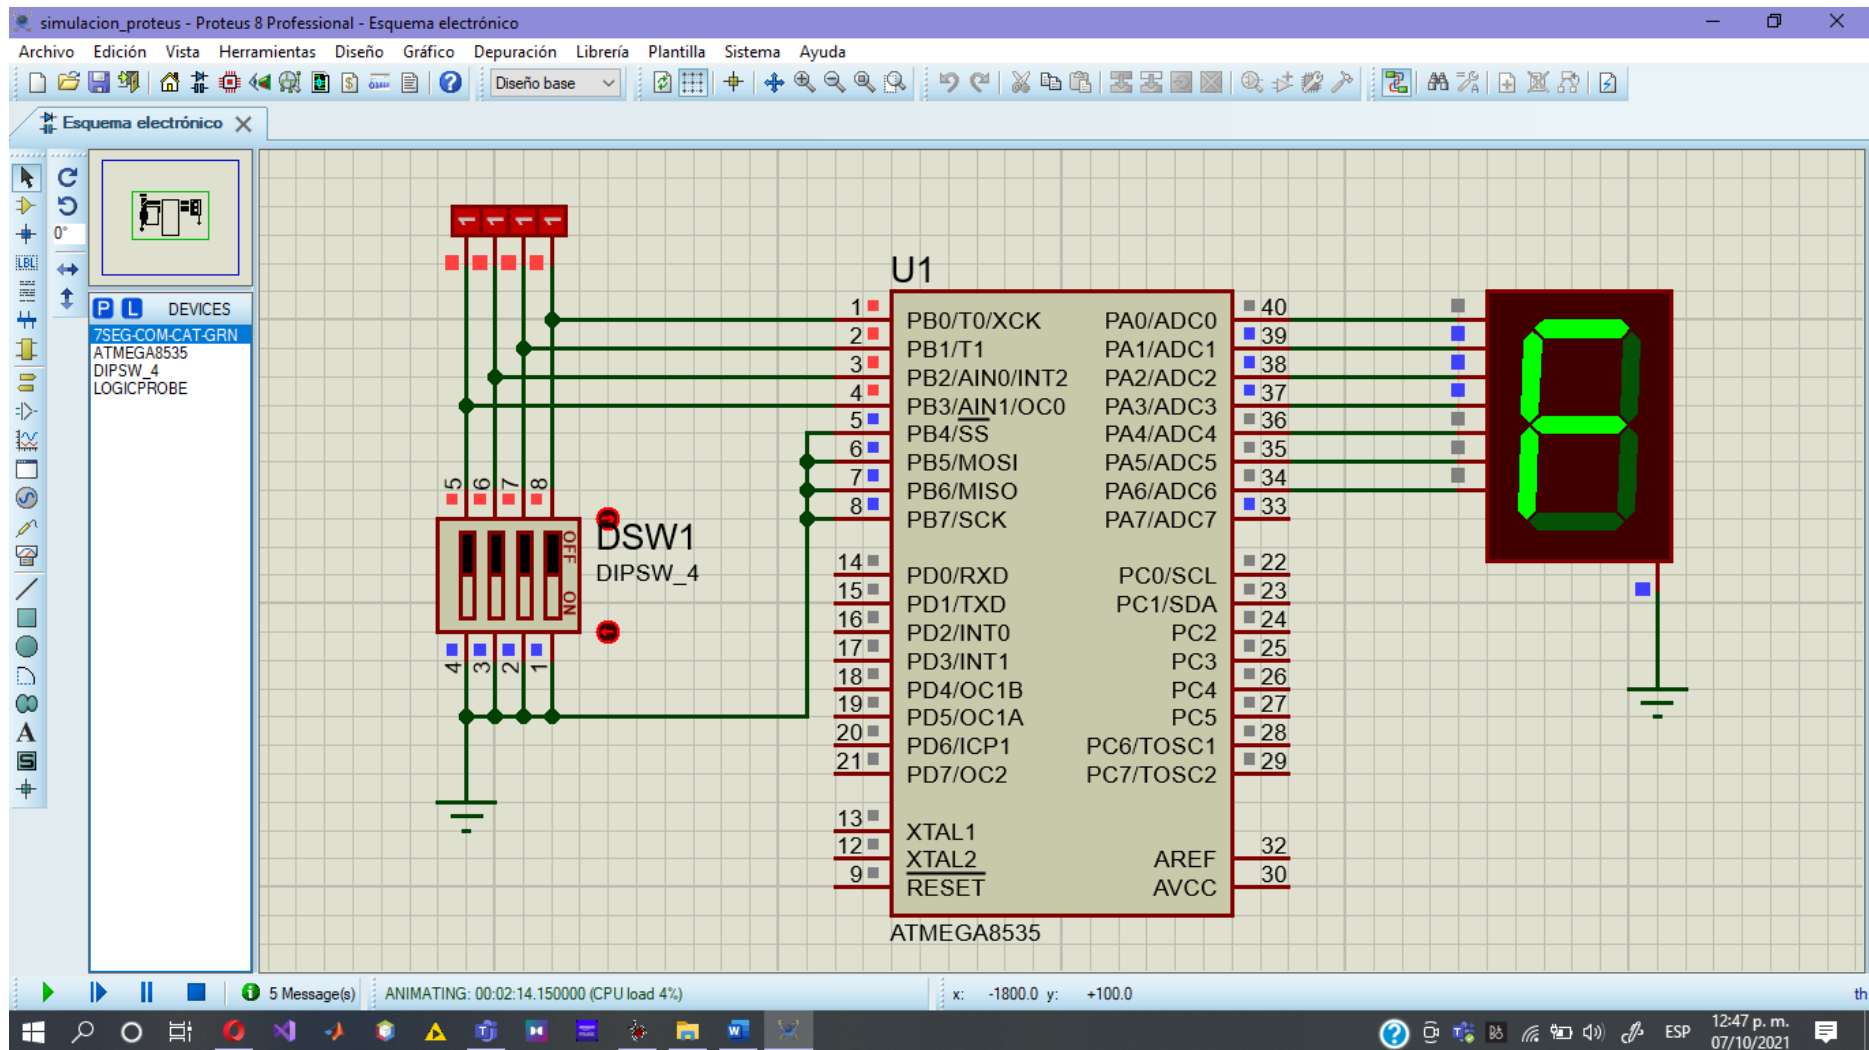 simulacion_proteus - Proteus 8 Professional - Esquema electrónico
Archivo Edición Vista Herramientas Diseño Gráfico Depuración Librería Plantilla Sistema Ayuda
Diseño base
Esquema electrónico
0°
LBL
P L DEVICES
7SEG-COM-CAT-GRN
ATMEGA8535
DIPSW_4
LOGICPROBE
A
S
1 1 1 1
U1
1 PB0/T0/XCK PA0/ADC0 40
2 PB1/T1 PA1/ADC1 39
3 PB2/AIN0/INT2 PA2/ADC2 38
4 PB3/AIN1/OC0 PA3/ADC3 37
5 PB4/SS PA4/ADC4 36
6 PB5/MOSI PA5/ADC5 35
7 PB6/MISO PA6/ADC6 34
8 PB7/SCK PA7/ADC7 33
14 PD0/RXD PC0/SCL 22
15 PD1/TXD PC1/SDA 23
16 PD2/INT0 PC2 24
17 PD3/INT1 PC3 25
18 PD4/OC1B PC4 26
19 PD5/OC1A PC5 27
20 PD6/ICP1 PC6/TOSC1 28
21 PD7/OC2 PC7/TOSC2 29
13 XTAL1
12 XTAL2 AREF 32
9 RESET AVCC 30
ATMEGA8535
5 6 7 8
OFF
ON
DSW1
DIPSW_4
4 3 2 1
F
5 Message(s) ANIMATING: 00:02:14.150000 (CPU load 4%) x: -1800.0 y: +100.0 th
ESP 12:47 p. m.
07/10/2021